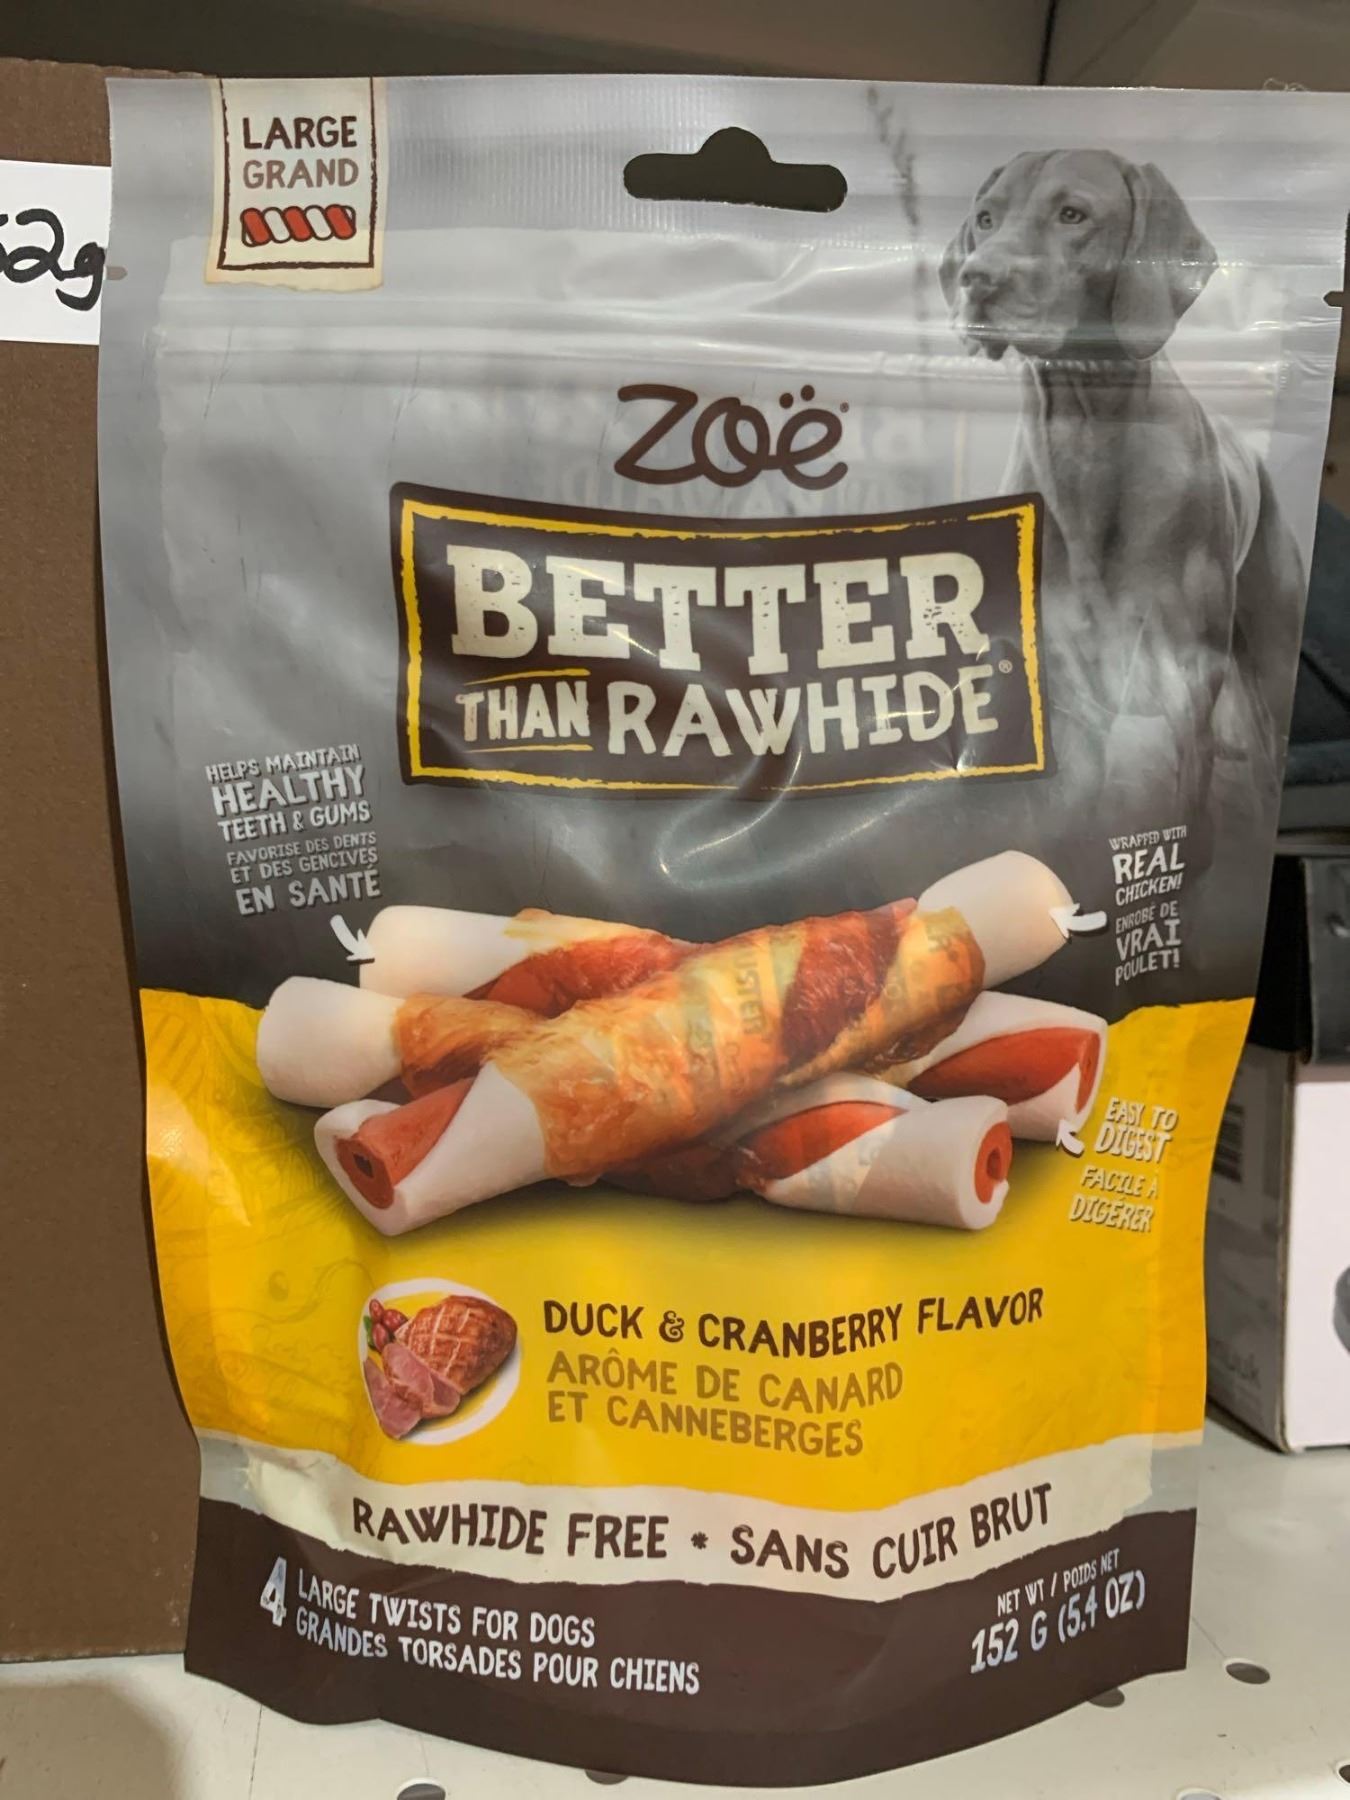 LARGE
GRAND
2g
zoë
BETTER
THAN RAWHIDE®
HELPS MAINTAIN
HEALTHY
TEETH & GUMS
FAVORISE DES DENTS
ET DES GENCIVES
EN SANTÉ
WRAPPED WITH
REAL
CHICKEN!
ENROBÉ DE
VRAI
POULET!
EASY TO
DIGEST
FACILE À
DIGÉRER
DUCK & CRANBERRY FLAVOR
ARÔME DE CANARD
ET CANNEBERGES
RAWHIDE FREE * SANS CUIR BRUT
4 LARGE TWISTS FOR DOGS
GRANDES TORSADES POUR CHIENS
NET WT / POIDS NET
152 G (5.4 OZ)